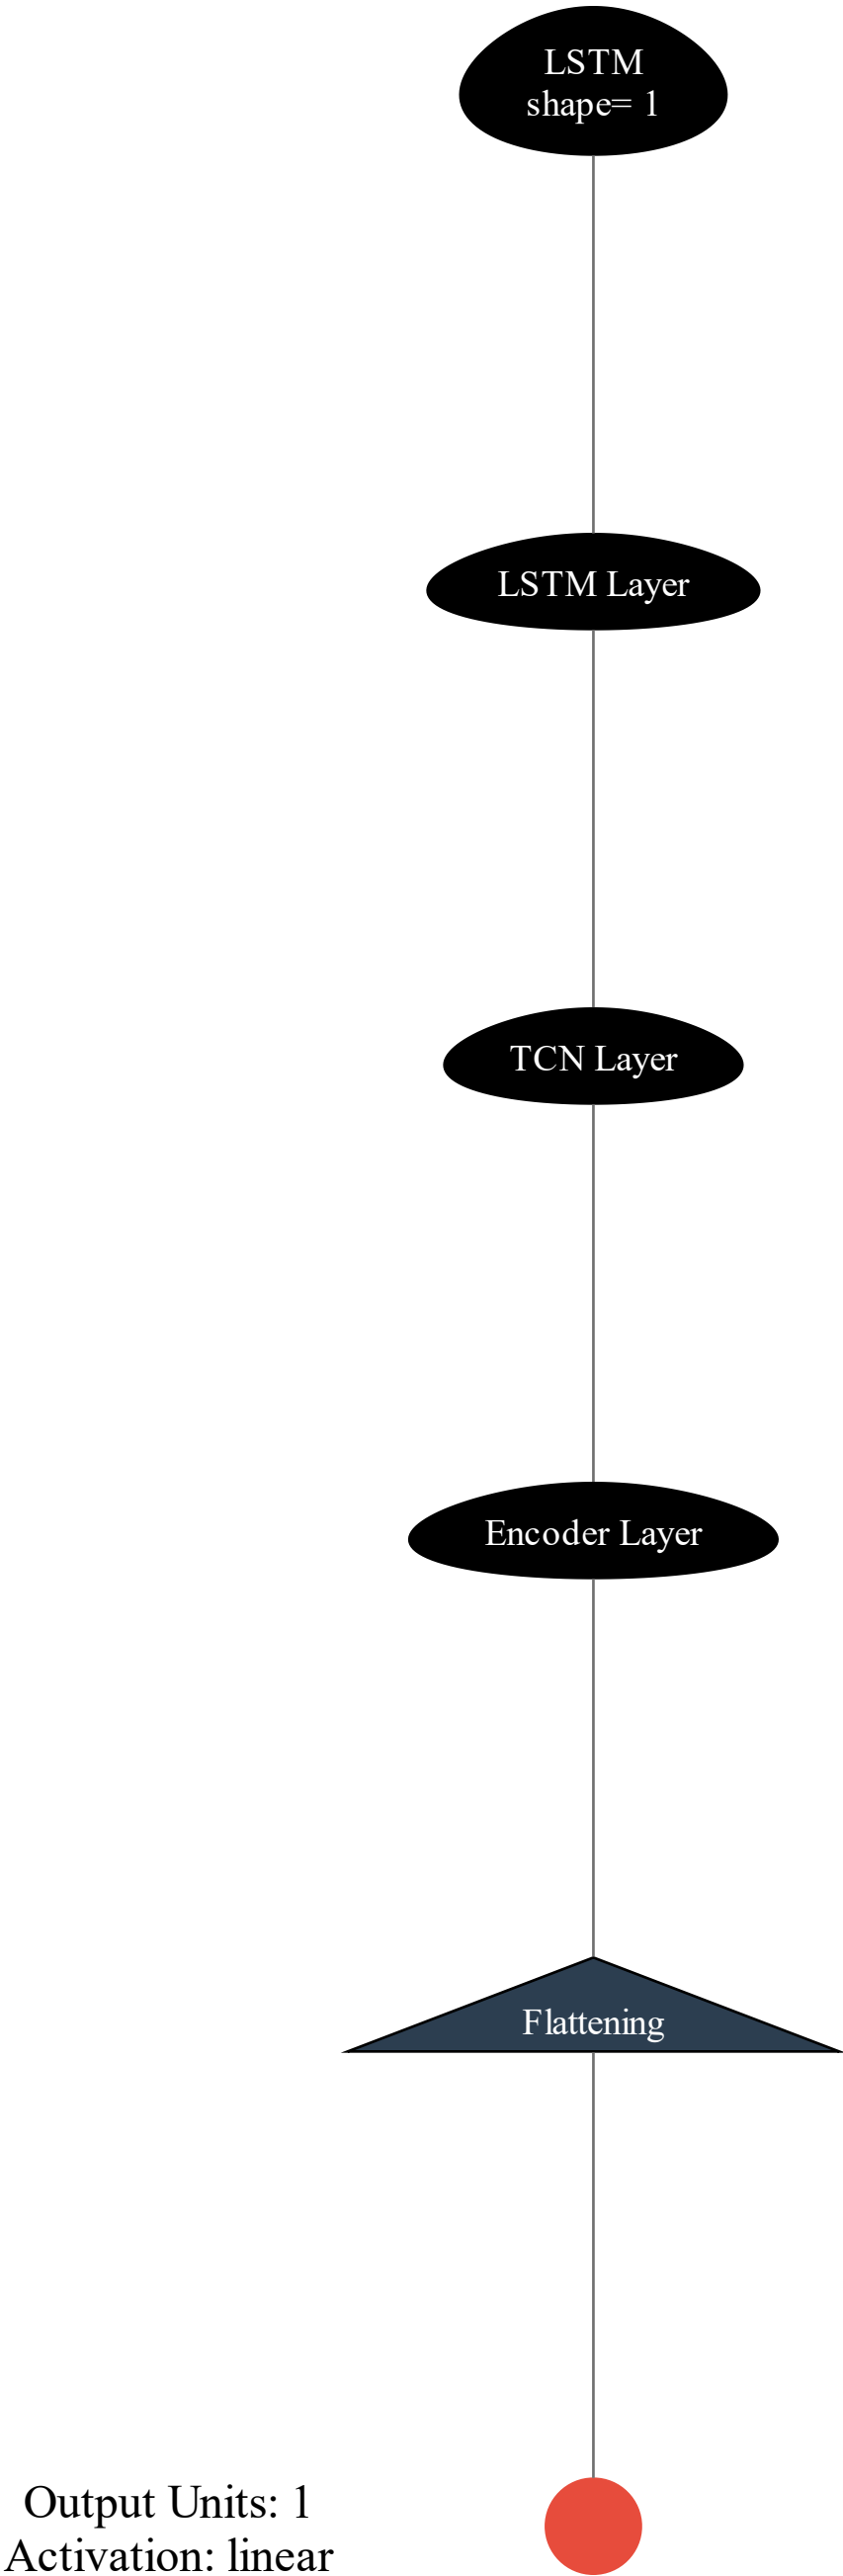 LSTM
shape= 1
LSTM Layer
TCN Layer
Encoder Layer
Flattening
Output Units: 1
Activation: linear